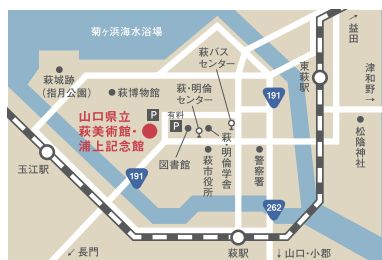 菊ヶ浜海水浴場
益田
萩城跡
（指月公園）
萩博物館
萩バス
センター
東萩駅
津和野
萩・明倫
センター
191
山口県立
萩美術館・
浦上記念館
P
有料
P
図書館
萩・明倫学舎
萩市役所
警察署
松陰神社
玉江駅
191
262
長門
萩駅
山口・小郡